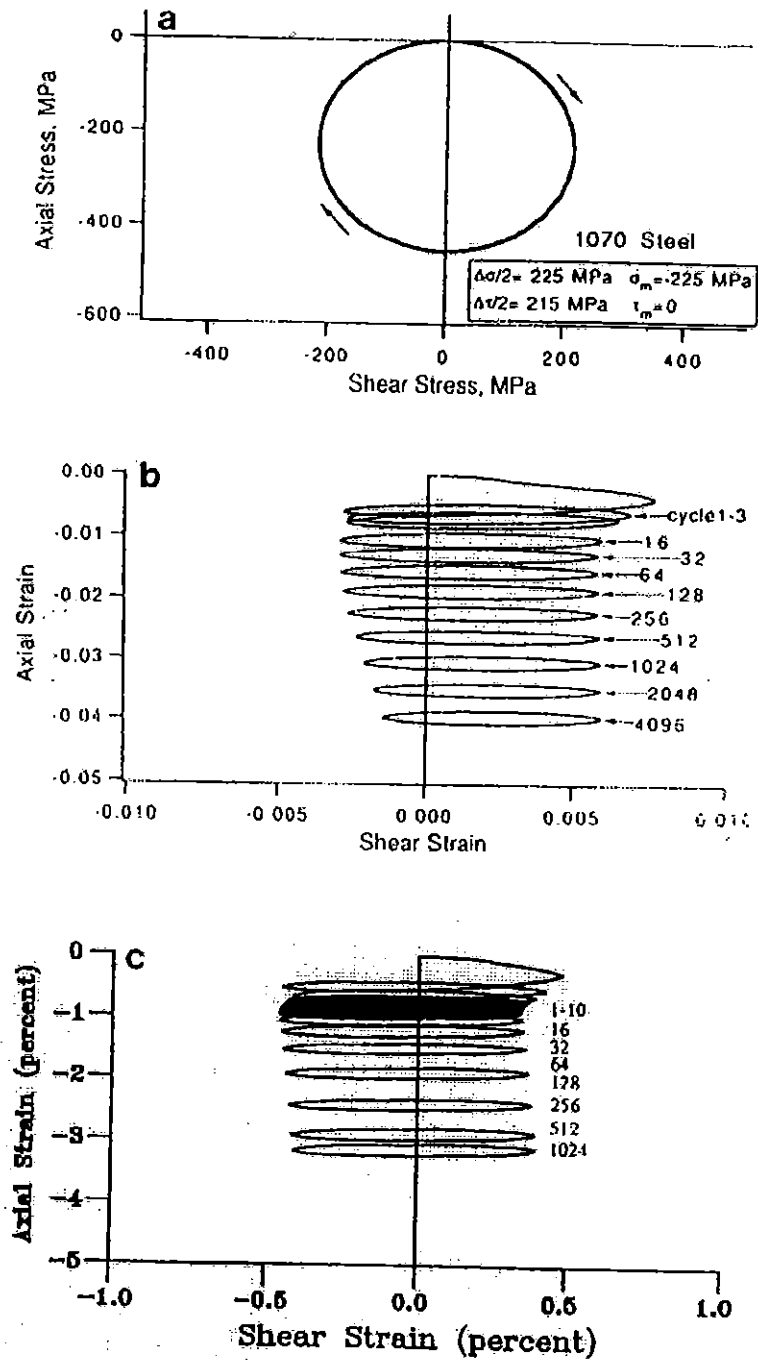 a
0
-200
-400
-600
Axial Stress, MPa
1070 Steel
Δσ/2= 225 MPa σm=-225 MPa
Δτ/2= 215 MPa τm=0
-400 -200 0 200 400
Shear Stress, MPa
b
0.00
-0.01
-0.02
-0.03
-0.04
-0.05
Axial Strain
cycle1-3
16
32
64
128
256
512
1024
2048
4096
-0.010 -0.005 0.000 0.005
Shear Strain
c
0
-1
-2
-3
-4
-5
Axial Strain (percent)
1-10
16
32
64
128
256
512
1024
-1.0 -0.5 0.0 0.5 1.0
Shear Strain (percent)